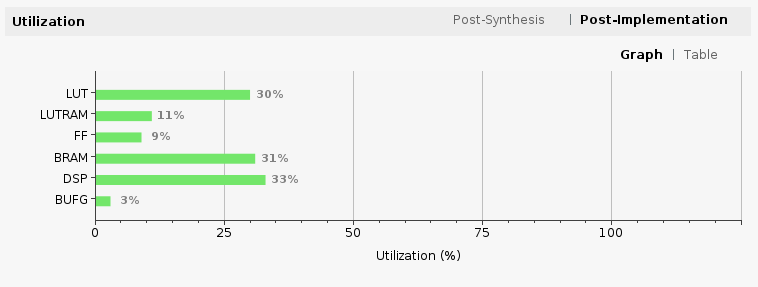 Utilization Post-Synthesis | Post-Implementation
Graph | Table
LUT 30%
LUTRAM 11%
FF 9%
BRAM 31%
DSP 33%
BUFG 3%
0 25 50 75 100
Utilization (%)